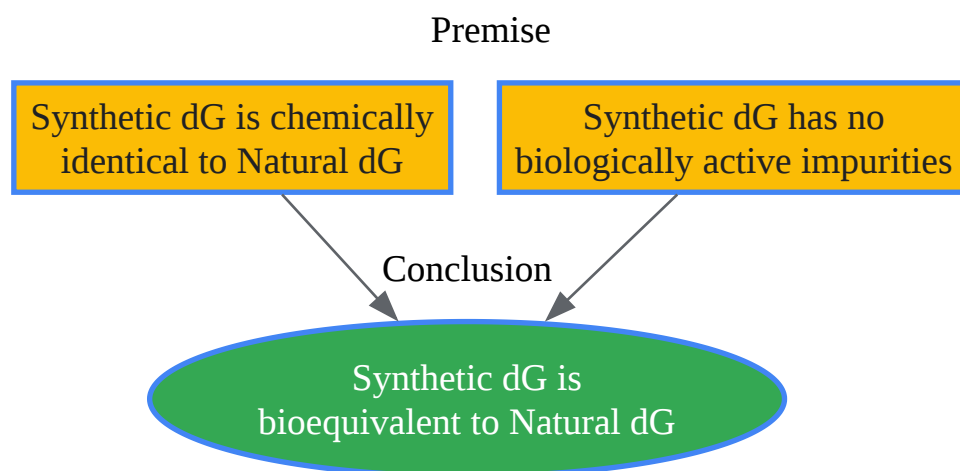 Premise
Synthetic dG is chemically
identical to Natural dG
Synthetic dG has no
biologically active impurities
Conclusion
Synthetic dG is
bioequivalent to Natural dG